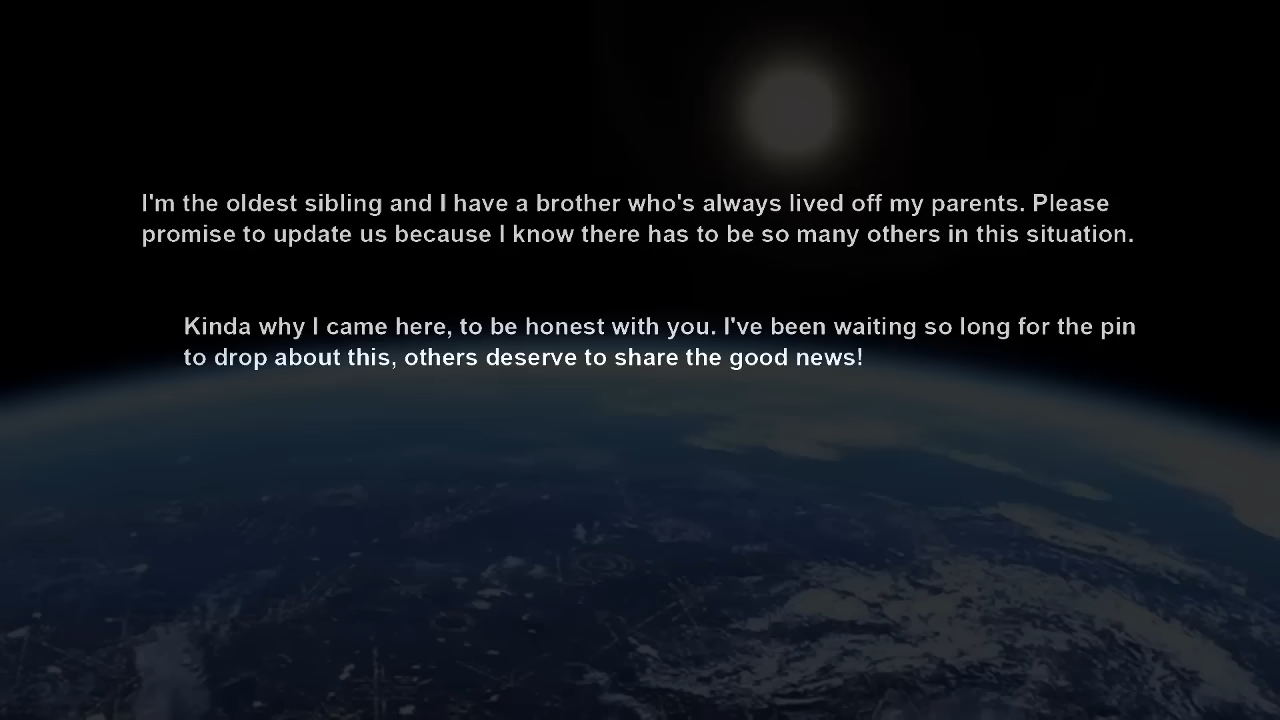 I'm the oldest sibling and I have a brother who's always lived off my parents. Please
promise to update us because I know there has to be so many others in this situation.
Kinda why I came here, to be honest with you. I've been waiting so long for the pin
to drop about this, others deserve to share the good news!